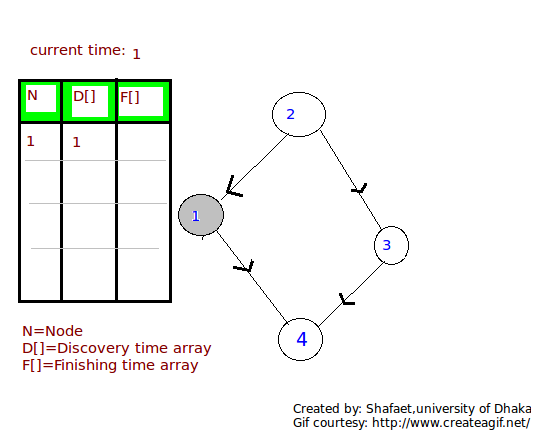 current time: 1
N D[] F[]
1 1
2
1
3
4
N=Node
D[]=Discovery time array
F[]=Finishing time array
Created by: Shafaet,university of Dhaka
Gif courtesy: http://www.createagif.net/